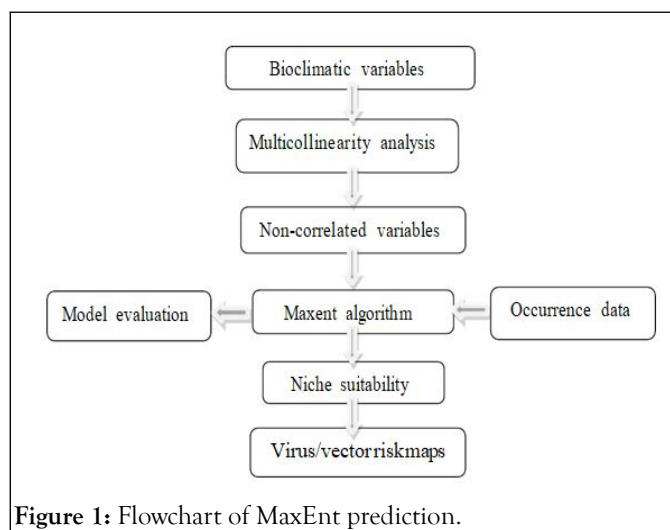 Bioclimatic variables
Multicollinearity analysis
Non-correlated variables
Model evaluation
Maxent algorithm
Occurrence data
Niche suitability
Virus/vectorriskmaps
Figure 1: Flowchart of MaxEnt prediction.